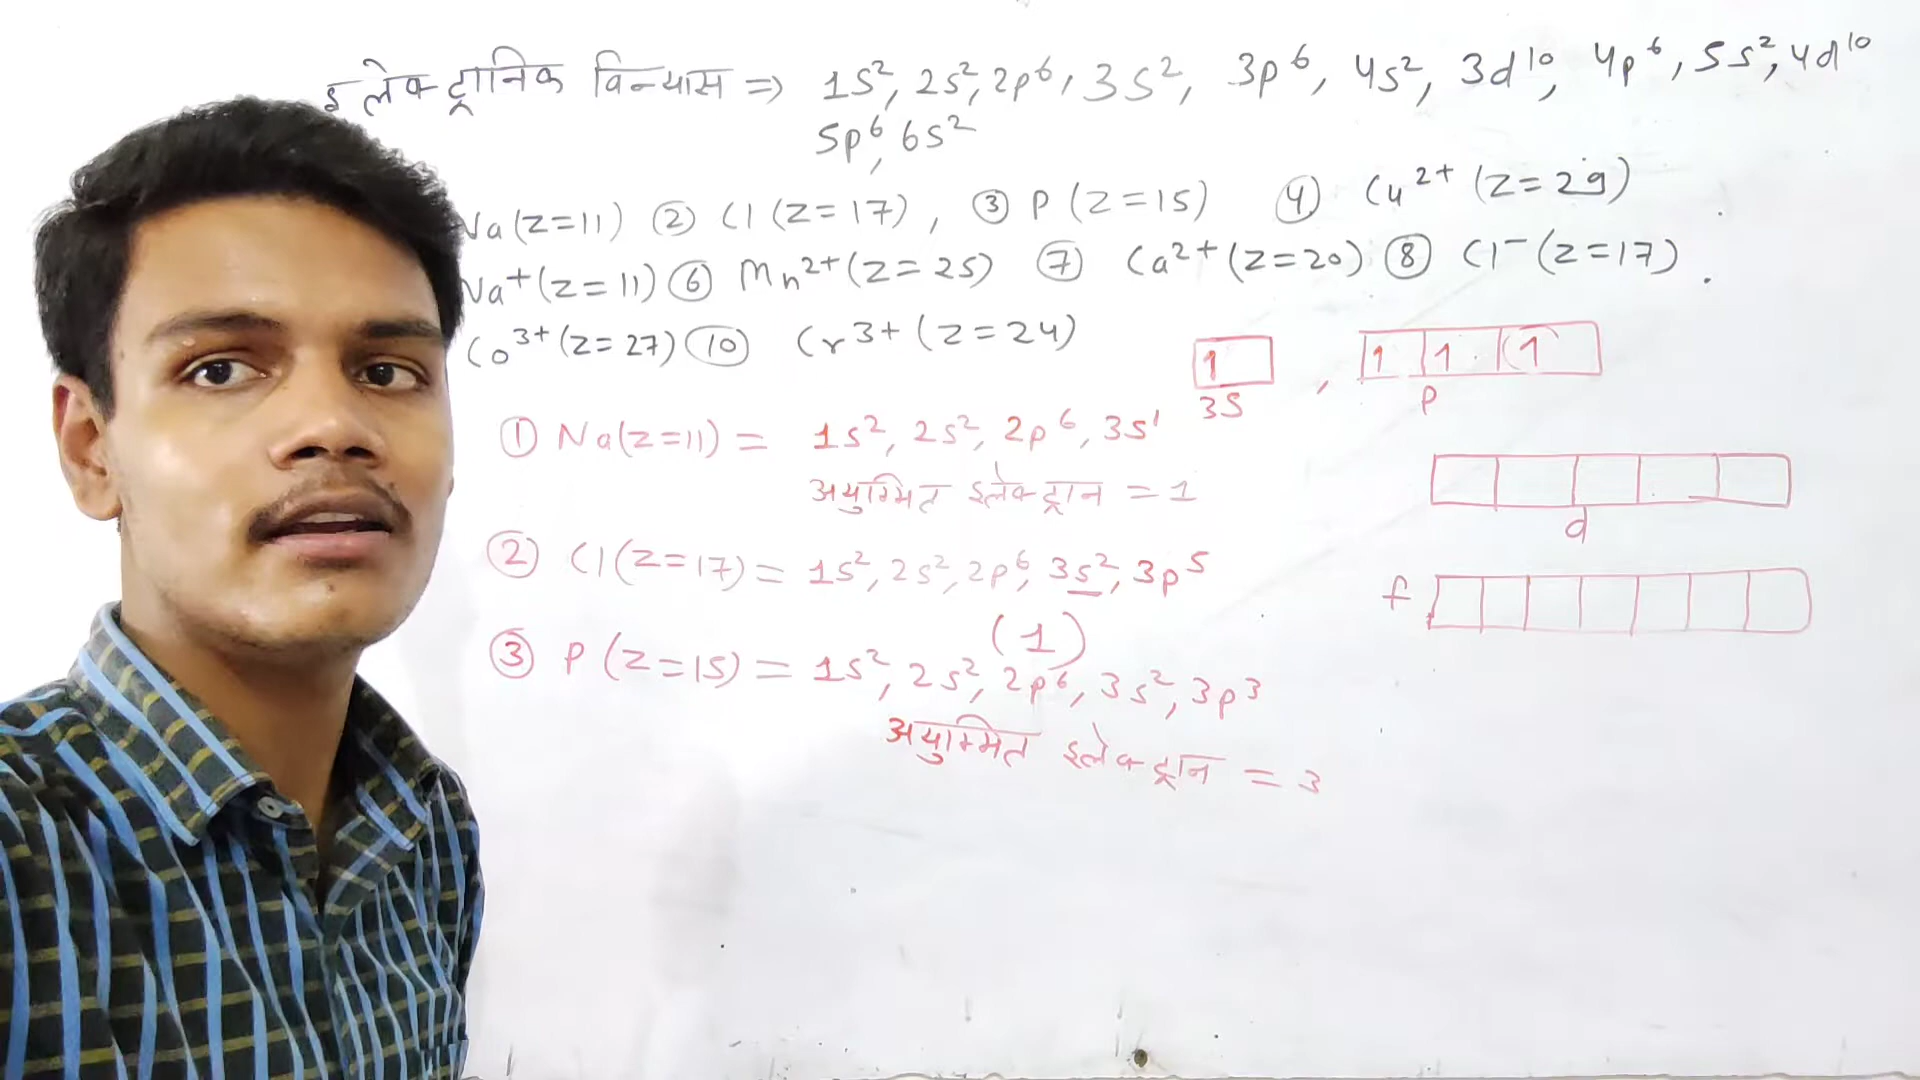 इलेक्ट्रानिक विन्यास => 1s², 2s², 2p⁶, 3s², 3p⁶, 4s², 3d¹⁰, 4p⁶, 5s², 4d¹⁰
5p⁶, 6s²
Na (Z=11) ② Cl (Z=17), ③ P (Z=15) ④ Cu²⁺ (Z=29)
Na⁺ (Z=11) ⑥ Mn²⁺ (Z=25) ⑦ Ca²⁺ (Z=20) ⑧ Cl⁻ (Z=17)
Co³⁺ (Z=27) ⑩ Cr³⁺ (Z=24)
1 , 1 1 1
3s p
① Na (Z=11) = 1s², 2s², 2p⁶, 3s¹
अयुग्मित इलेक्ट्रान = 1
d
② Cl (Z=17) = 1s², 2s², 2p⁶, 3s², 3p⁵
f
(1)
③ P (Z=15) = 1s², 2s², 2p⁶, 3s², 3p³
अयुग्मित इलेक्ट्रान = 3